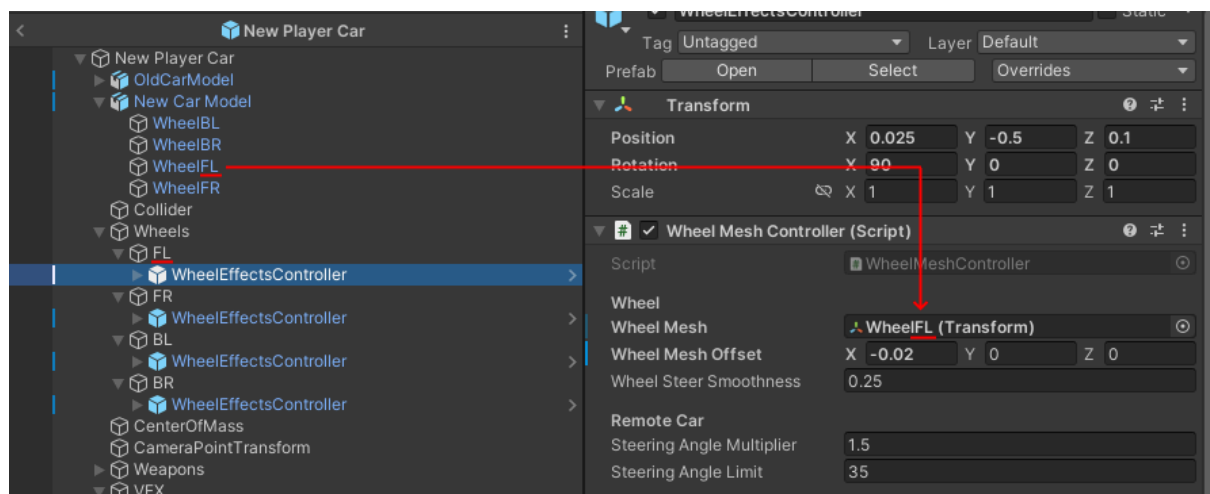 New Player Car
New Player Car
OldCarModel
New Car Model
WheelBL
WheelBR
WheelFL
WheelFR
Collider
Wheels
FL
WheelEffectsController
FR
WheelEffectsController
BL
WheelEffectsController
BR
WheelEffectsController
CenterOfMass
CameraPointTransform
Weapons
VFX
WheelEffectsController Static
Tag Untagged Layer Default
Prefab Open Select Overrides
Transform
Position X 0.025 Y -0.5 Z 0.1
Rotation X 90 Y 0 Z 0
Scale X 1 Y 1 Z 1
# Wheel Mesh Controller (Script)
Script # WheelMeshController
Wheel
Wheel Mesh WheelFL (Transform)
Wheel Mesh Offset X -0.02 Y 0 Z 0
Wheel Steer Smoothness 0.25
Remote Car
Steering Angle Multiplier 1.5
Steering Angle Limit 35